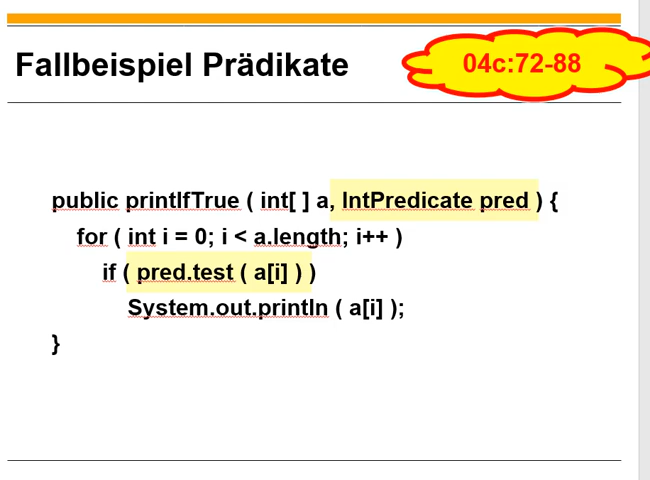 Fallbeispiel Prädikate
04c:72-88
public printIfTrue ( int[ ] a, IntPredicate pred ) {
for ( int i = 0; i < a.length; i++ )
if ( pred.test ( a[i] ) )
System.out.println ( a[i] );
}